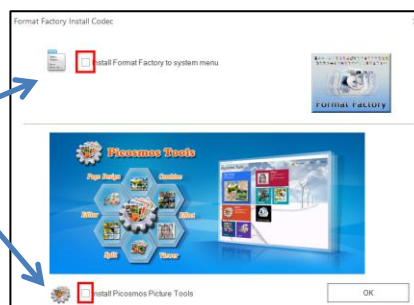 Format Factory Install Codec
Install Format Factory to system menu
Format Factory
Picosmos Tools
Page Design
Combine
Editor
Effect
Split
Viewer
Install Picosmos Picture Tools
OK